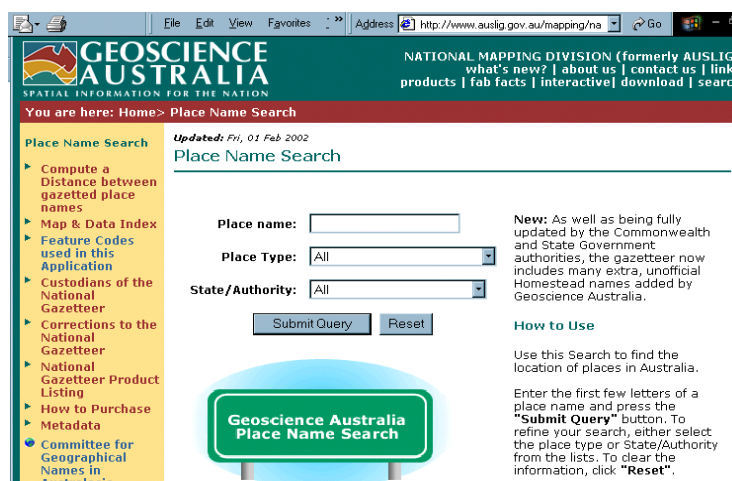 File Edit View Favorites » Address http://www.auslig.gov.au/mapping/na Go
GEOSCIENCE
AUSTRALIA
SPATIAL INFORMATION FOR THE NATION
NATIONAL MAPPING DIVISION (formerly AUSLIG
what's new? | about us | contact us | link
products | fab facts | interactive| download | searc
You are here: Home> Place Name Search
Place Name Search
Compute a
Distance between
gazetted place
names
Map & Data Index
Feature Codes
used in this
Application
Custodians of the
National
Gazetteer
Corrections to the
National
Gazetteer
National
Gazetteer Product
Listing
How to Purchase
Metadata
Committee for
Geographical
Names in
Updated: Fri, 01 Feb 2002
Place Name Search
Place name:
Place Type: All
State/Authority: All
Submit Query Reset
Geoscience Australia
Place Name Search
New: As well as being fully
updated by the Commonwealth
and State Government
authorities, the gazetteer now
includes many extra, unofficial
Homestead names added by
Geoscience Australia.
How to Use
Use this Search to find the
location of places in Australia.
Enter the first few letters of a
place name and press the
"Submit Query" button. To
refine your search, either select
the place type or State/Authority
from the lists. To clear the
information, click "Reset".